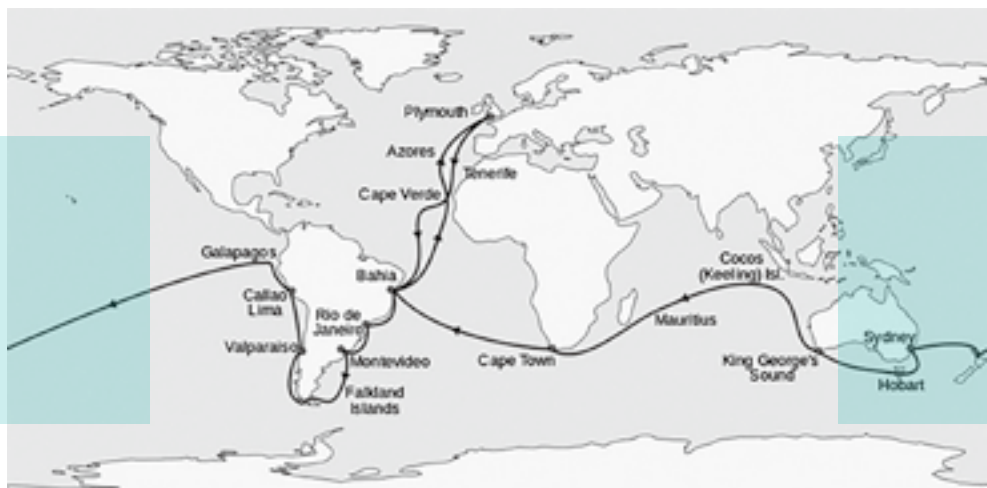 Plymouth
Azores
Tenerife
Cape Verde
Galapagos
Bahia
Cocos
(Keeling) Isl.
Callao
Lima
Rio de
Janeiro
Mauritius
Sydney
Valparaiso
Montevideo
Cape Town
King George's
Sound
Hobart
Falkland
Islands